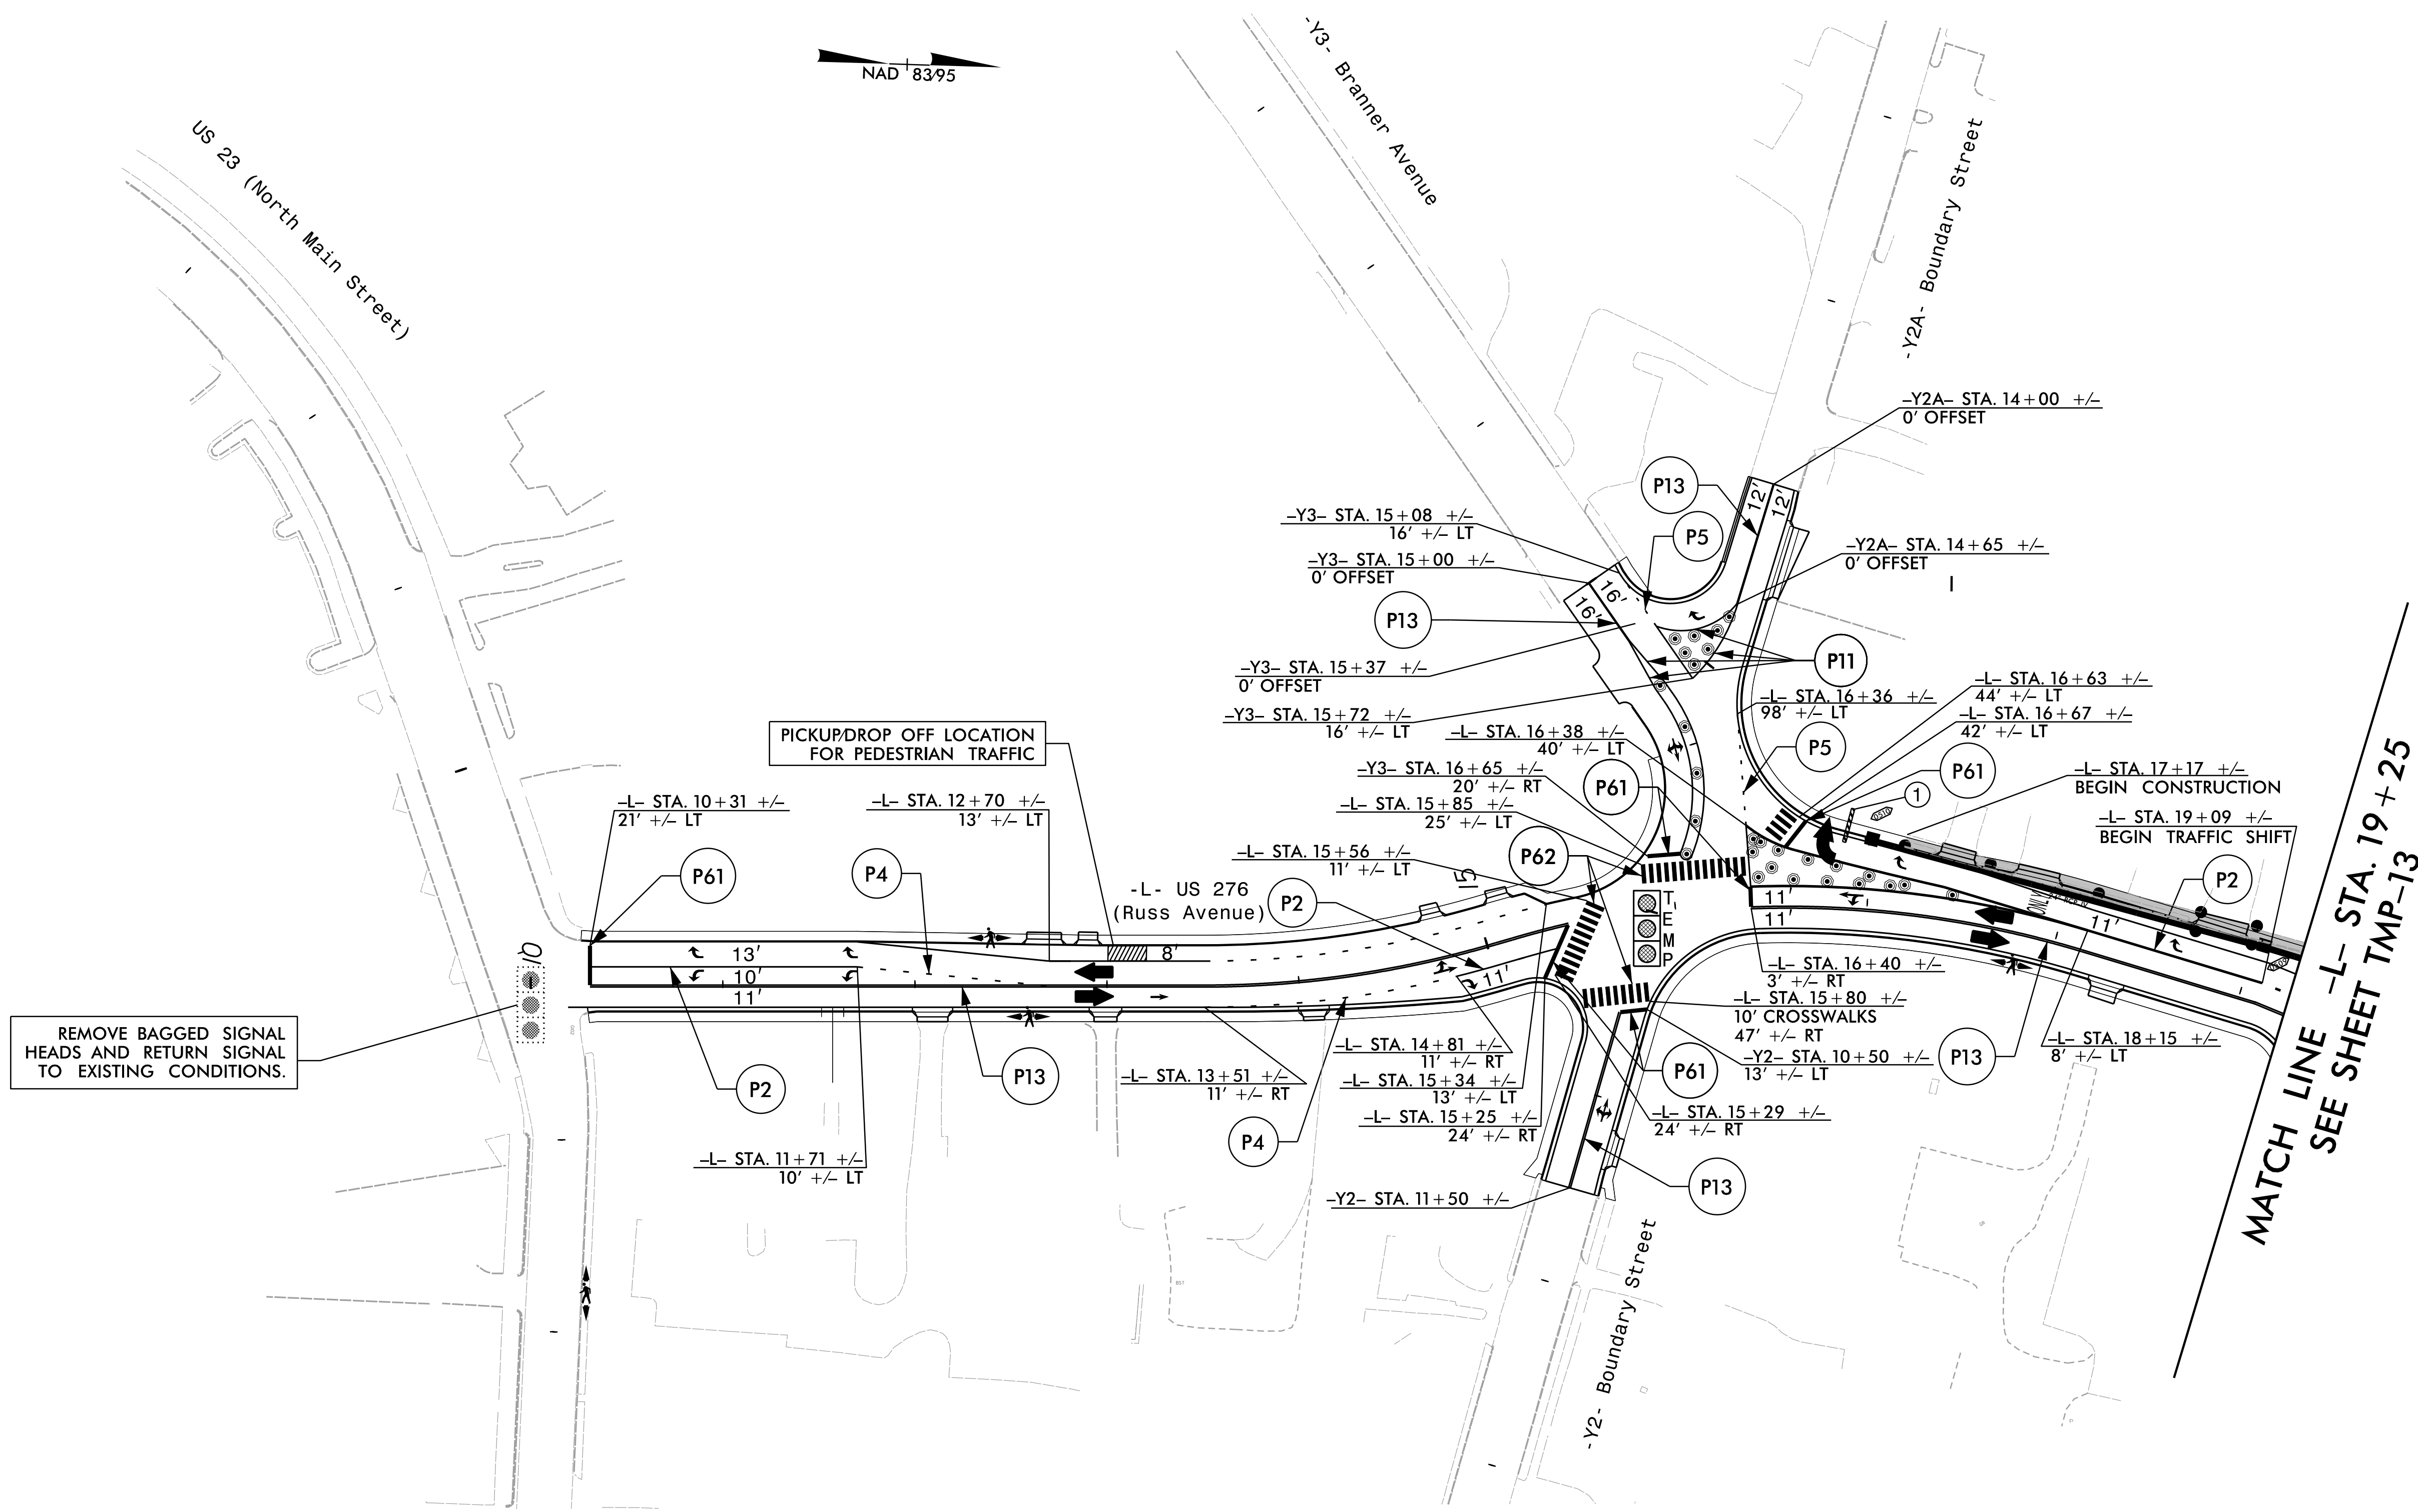 NAD 83/95
US 23 (North Main Street)
-Y3- Branner Avenue
-Y2A- Boundary Street
-Y2A- STA. 14+00 +/-
0' OFFSET
P13
12'
12'
-Y3- STA. 15+08 +/-
16' +/- LT
P5
-Y2A- STA. 14+65 +/-
0' OFFSET
-Y3- STA. 15+00 +/-
0' OFFSET
16'
16'
P13
P11
-Y3- STA. 15+37 +/-
0' OFFSET
-L- STA. 16+63 +/-
44' +/- LT
-L- STA. 16+36 +/-
98' +/- LT
-L- STA. 16+67 +/-
42' +/- LT
-Y3- STA. 15+72 +/-
16' +/- LT
-L- STA. 16+38 +/-
40' +/- LT
P5
PICKUP/DROP OFF LOCATION
FOR PEDESTRIAN TRAFFIC
-Y3- STA. 16+65 +/-
20' +/- RT
P61
P61
-L- STA. 17+17 +/-
BEGIN CONSTRUCTION
1
-L- STA. 10+31 +/-
21' +/- LT
-L- STA. 12+70 +/-
13' +/- LT
-L- STA. 15+85 +/-
25' +/- LT
-L- STA. 19+09 +/-
BEGIN TRAFFIC SHIFT
-L- STA. 15+56 +/-
11' +/- LT
P62
P61
P4
15
-L- US 276
(Russ Avenue)
P2
P2
T
E
M
P
11'
11'
ONLY
11'
13'
10'
11'
8'
11'
-L- STA. 16+40 +/-
3' +/- RT
-L- STA. 15+80 +/-
10' CROSSWALKS
47' +/- RT
REMOVE BAGGED SIGNAL
HEADS AND RETURN SIGNAL
TO EXISTING CONDITIONS.
P2
P13
-L- STA. 14+81 +/-
11' +/- RT
-L- STA. 13+51 +/-
11' +/- RT
-L- STA. 15+34 +/-
13' +/- LT
-L- STA. 15+25 +/-
24' +/- RT
P61
-Y2- STA. 10+50 +/-
13' +/- LT
P13
-L- STA. 18+15 +/-
8' +/- LT
-L- STA. 15+29 +/-
24' +/- RT
P4
-L- STA. 11+71 +/-
10' +/- LT
P13
-Y2- STA. 11+50 +/-
-Y2- Boundary Street
MATCH LINE -L- STA. 19+25
SEE SHEET TMP-13